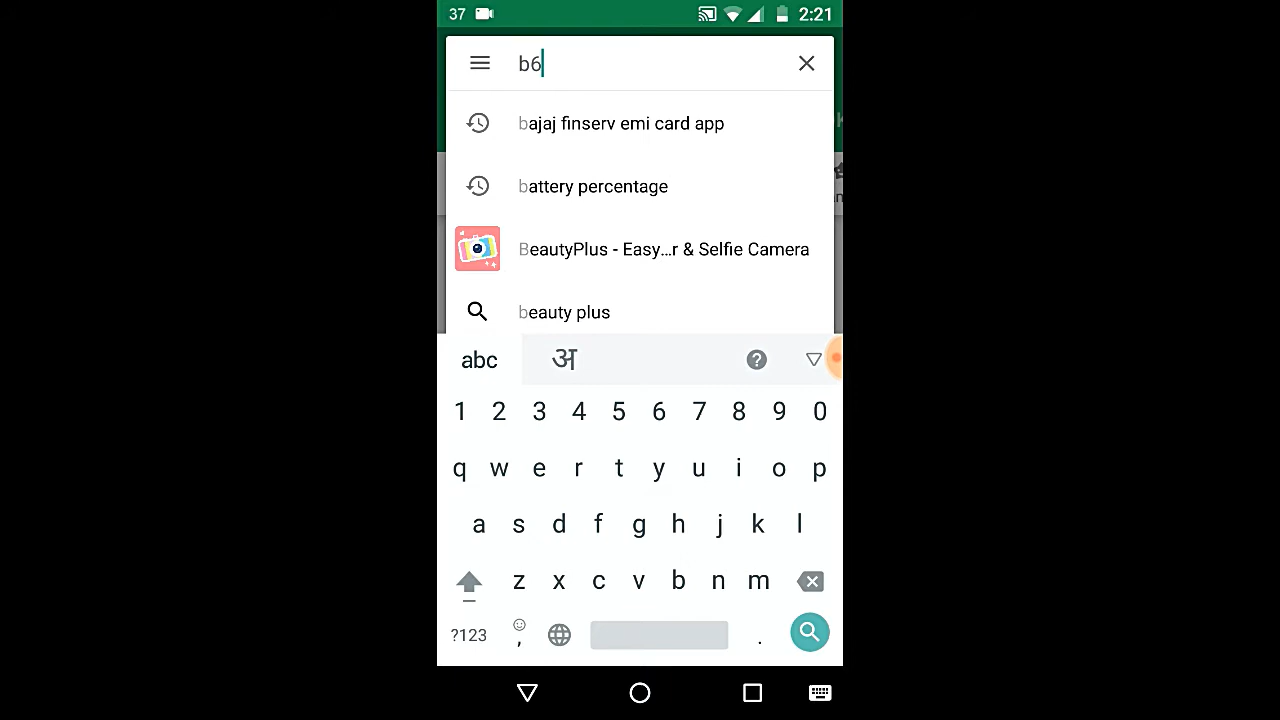 37 2:21
b6
bajaj finserv emi card app
battery percentage
BeautyPlus - Easy...r & Selfie Camera
beauty plus
abc अ ?
1 2 3 4 5 6 7 8 9 0
q w e r t y u i o p
a s d f g h j k l
z x c v b n m
?123 , .